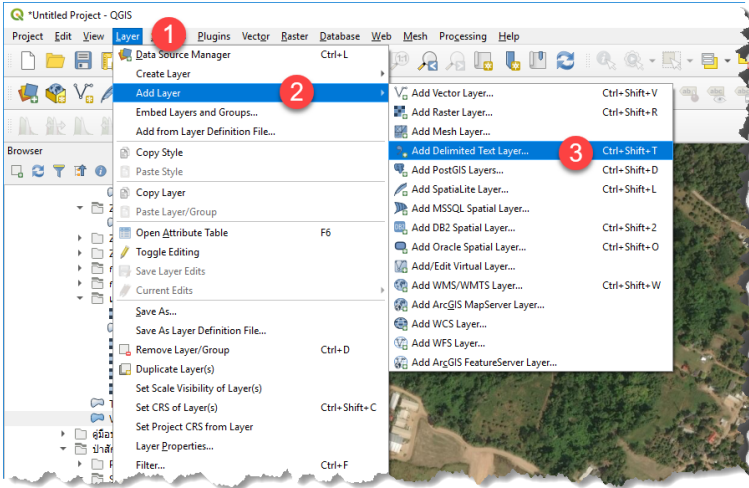 *Untitled Project - QGIS
Project Edit View Layer Plugins Vector Raster Database Web Mesh Processing Help
1
Data Source Manager Ctrl+L
Create Layer
Add Layer
2
Embed Layers and Groups...
Add from Layer Definition File...
Copy Style
Paste Style
Copy Layer
Paste Layer/Group
Open Attribute Table F6
Toggle Editing
Save Layer Edits
Current Edits
Save As...
Save As Layer Definition File...
Remove Layer/Group Ctrl+D
Duplicate Layer(s)
Set Scale Visibility of Layer(s)
Set CRS of Layer(s) Ctrl+Shift+C
Set Project CRS from Layer
Layer Properties...
Filter... Ctrl+F
Add Vector Layer... Ctrl+Shift+V
Add Raster Layer... Ctrl+Shift+R
Add Mesh Layer...
Add Delimited Text Layer... 3 Ctrl+Shift+T
Add PostGIS Layers... Ctrl+Shift+D
Add SpatiaLite Layer... Ctrl+Shift+L
Add MSSQL Spatial Layer...
Add DB2 Spatial Layer... Ctrl+Shift+2
Add Oracle Spatial Layer... Ctrl+Shift+O
Add/Edit Virtual Layer...
Add WMS/WMTS Layer... Ctrl+Shift+W
Add ArcGIS MapServer Layer...
Add WCS Layer...
Add WFS Layer...
Add ArcGIS FeatureServer Layer...
Browser